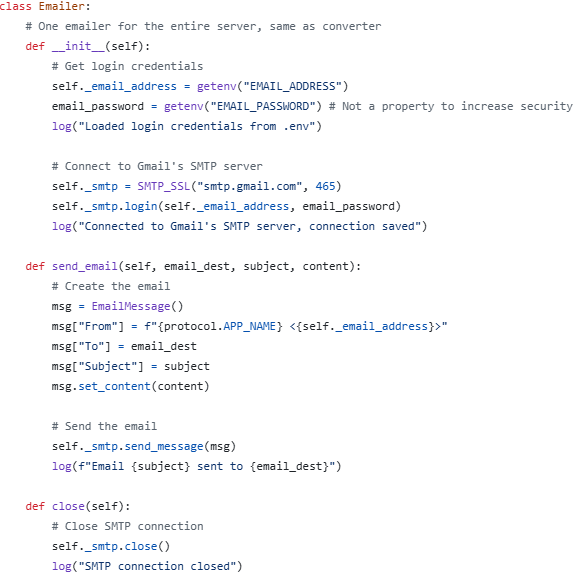 class Emailer:
    # One emailer for the entire server, same as converter
    def __init__(self):
        # Get login credentials
        self._email_address = getenv("EMAIL_ADDRESS")
        email_password = getenv("EMAIL_PASSWORD") # Not a property to increase security
        log("Loaded login credentials from .env")

        # Connect to Gmail's SMTP server
        self._smtp = SMTP_SSL("smtp.gmail.com", 465)
        self._smtp.login(self._email_address, email_password)
        log("Connected to Gmail's SMTP server, connection saved")

    def send_email(self, email_dest, subject, content):
        # Create the email
        msg = EmailMessage()
        msg["From"] = f"{protocol.APP_NAME} <{self._email_address}>"
        msg["To"] = email_dest
        msg["Subject"] = subject
        msg.set_content(content)

        # Send the email
        self._smtp.send_message(msg)
        log(f"Email {subject} sent to {email_dest}")

    def close(self):
        # Close SMTP connection
        self._smtp.close()
        log("SMTP connection closed")